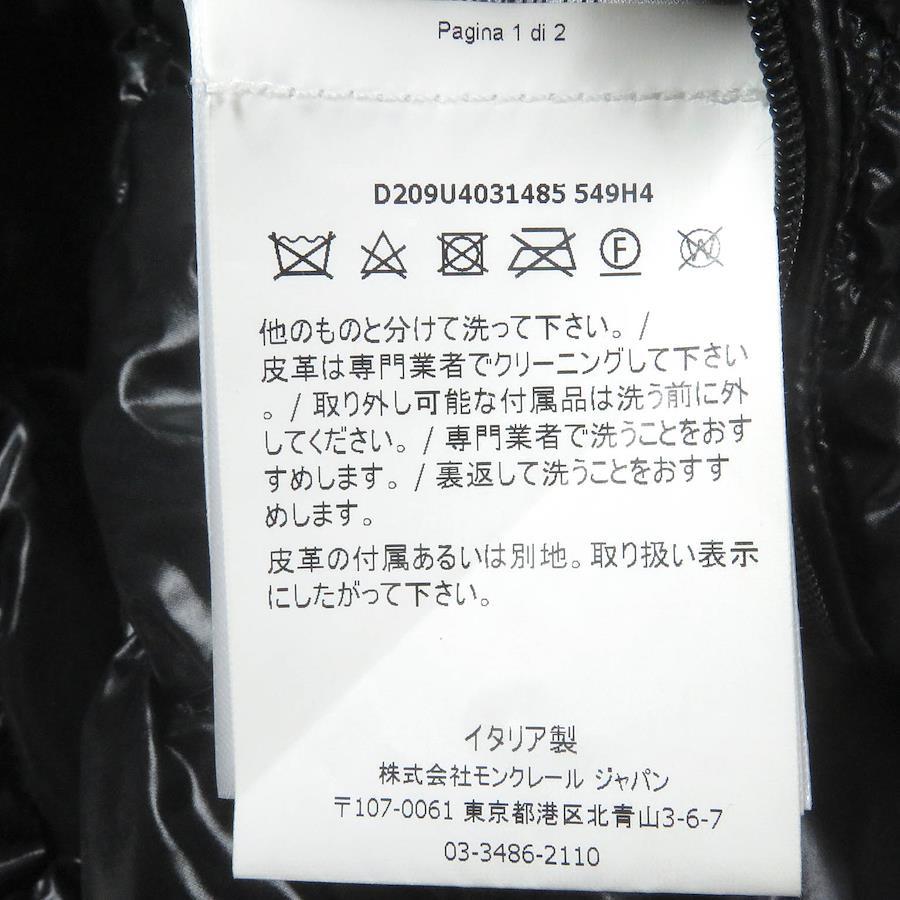 Pagina 1 di 2
D209U4031485 549H4
F W
他のものと分けて洗って下さい。/
皮革は専門業者でクリーニングして下さい
。/ 取り外し可能な付属品は洗う前に外
してください。/ 専門業者で洗うことをおす
すめします。/ 裏返して洗うことをおすす
めします。
皮革の付属あるいは別地。取り扱い表示
にしたがって下さい。
イタリア製
株式会社モンクレール ジャパン
〒107-0061 東京都港区北青山3-6-7
03-3486-2110